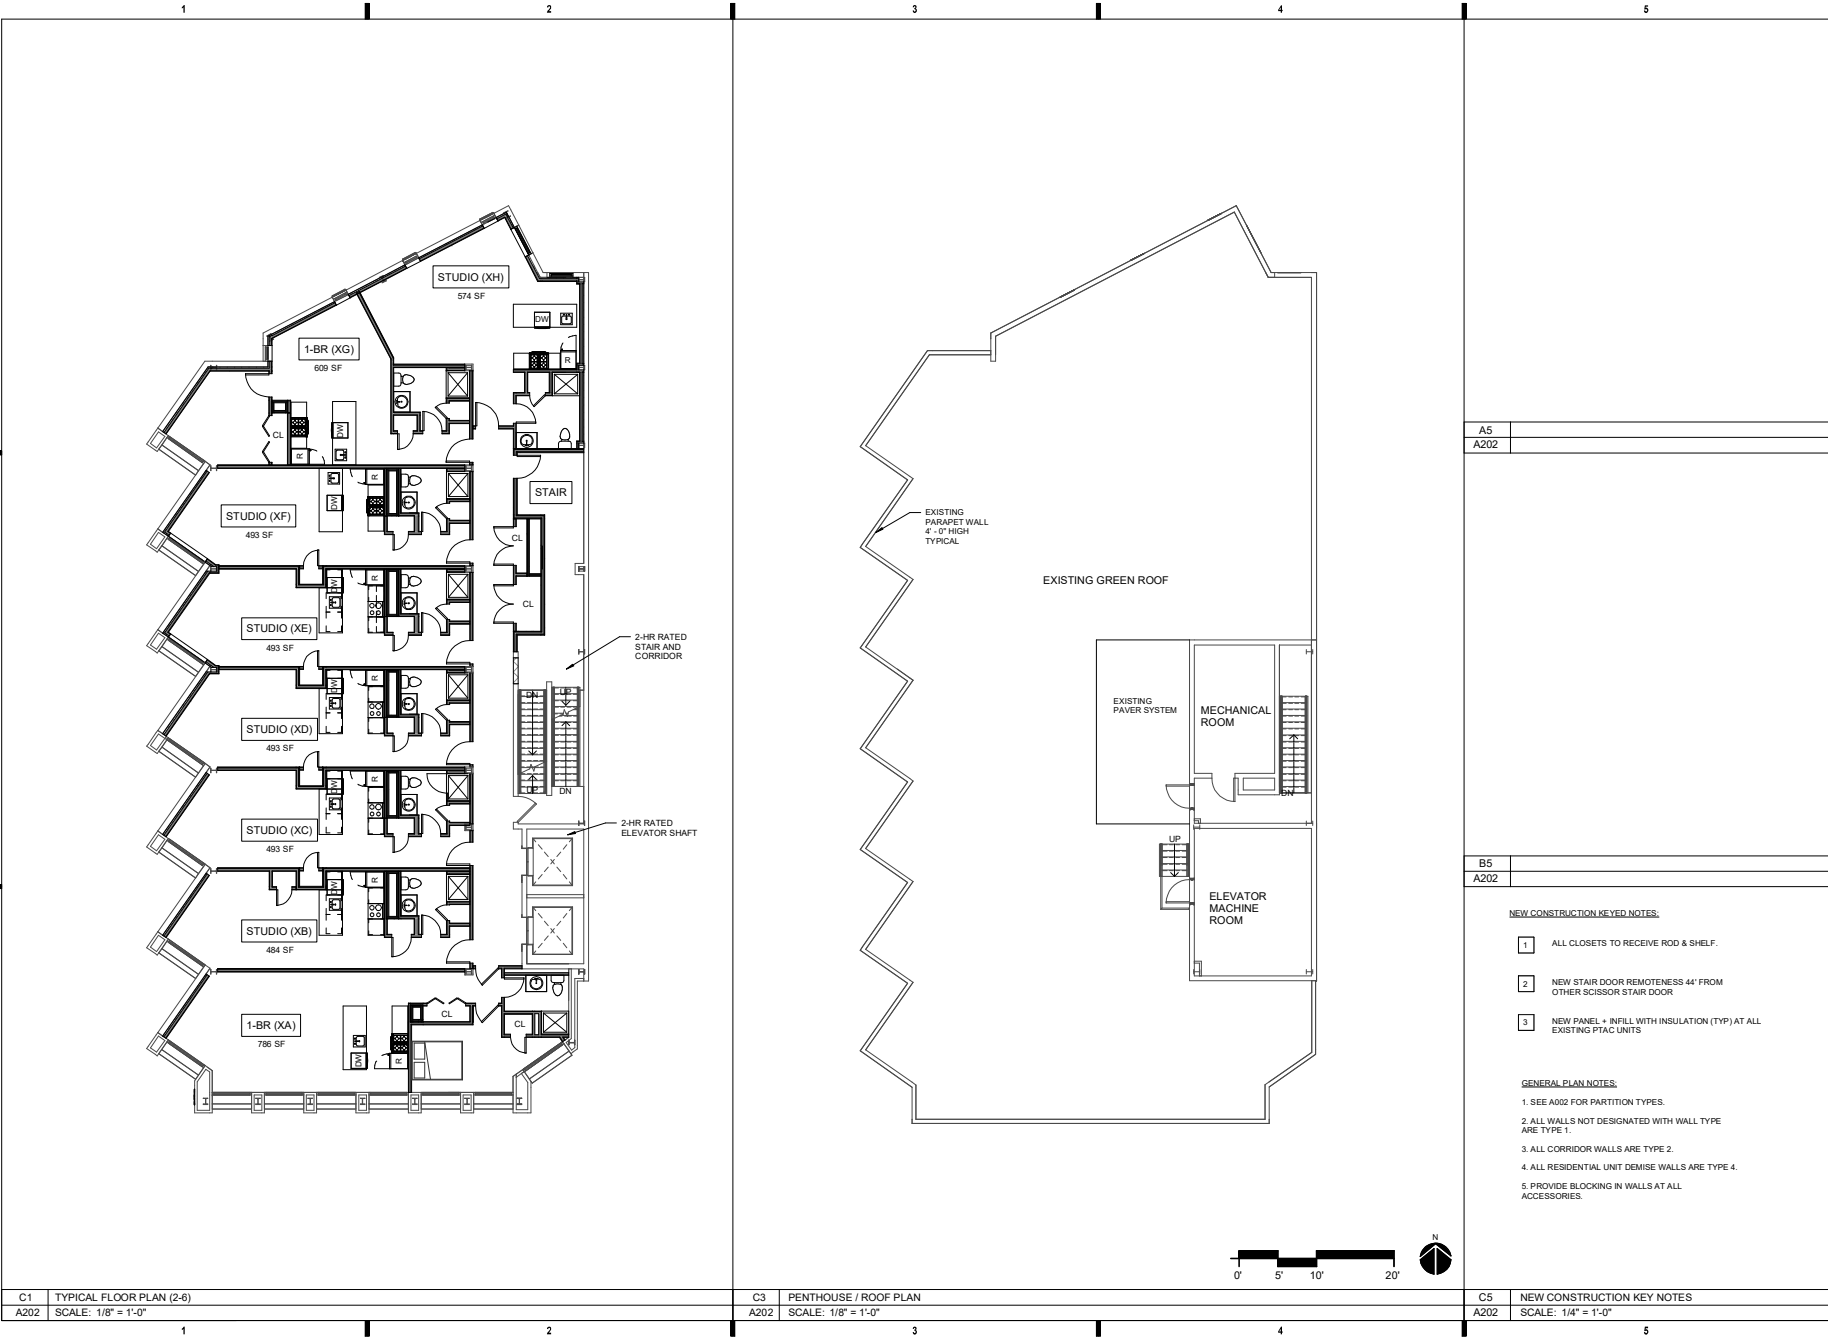 1 2 3 4 5
STUDIO (XH)
574 SF
DW
R
1-BR (XG)
609 SF
CL
DW
R
STAIR
R
DW
STUDIO (XF)
493 SF
CL
R
DW
STUDIO (XE)
493 SF
CL
2-HR RATED
STAIR AND
CORRIDOR
R
DW
STUDIO (XD)
493 SF
DN UP
UP DN
R
DW
STUDIO (XC)
493 SF
2-HR RATED
ELEVATOR SHAFT
X
R
DW
STUDIO (XB)
484 SF
X
CL
CL
1-BR (XA)
786 SF
DW
R
EXISTING
PARAPET WALL
4' - 0" HIGH
TYPICAL
EXISTING GREEN ROOF
EXISTING
PAVER SYSTEM
MECHANICAL
ROOM
DN
UP
ELEVATOR
MACHINE
ROOM
A5
A202
B5
A202
NEW CONSTRUCTION KEYED NOTES:
1 ALL CLOSETS TO RECEIVE ROD & SHELF.
2 NEW STAIR DOOR REMOTENESS 44' FROM
OTHER SCISSOR STAIR DOOR
3 NEW PANEL + INFILL WITH INSULATION (TYP) AT ALL
EXISTING PTAC UNITS
GENERAL PLAN NOTES:
1. SEE A002 FOR PARTITION TYPES.
2. ALL WALLS NOT DESIGNATED WITH WALL TYPE
ARE TYPE 1.
3. ALL CORRIDOR WALLS ARE TYPE 2.
4. ALL RESIDENTIAL UNIT DEMISE WALLS ARE TYPE 4.
5. PROVIDE BLOCKING IN WALLS AT ALL
ACCESSORIES.
N
0' 5' 10' 20'
C1 TYPICAL FLOOR PLAN (2-6)
A202 SCALE: 1/8" = 1'-0"
C3 PENTHOUSE / ROOF PLAN
A202 SCALE: 1/8" = 1'-0"
C5 NEW CONSTRUCTION KEY NOTES
A202 SCALE: 1/4" = 1'-0"
1 2 3 4 5